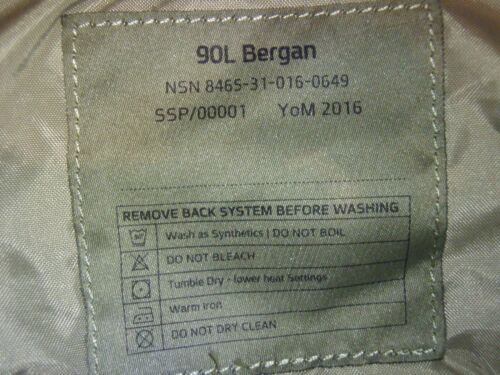 90L Bergan
NSN 8465-31-016-0649
SSP/00001 YoM 2016
REMOVE BACK SYSTEM BEFORE WASHING
Wash as Synthetics | DO NOT BOIL
DO NOT BLEACH
Tumble Dry - lower heat Settings
Warm Iron
DO NOT DRY CLEAN